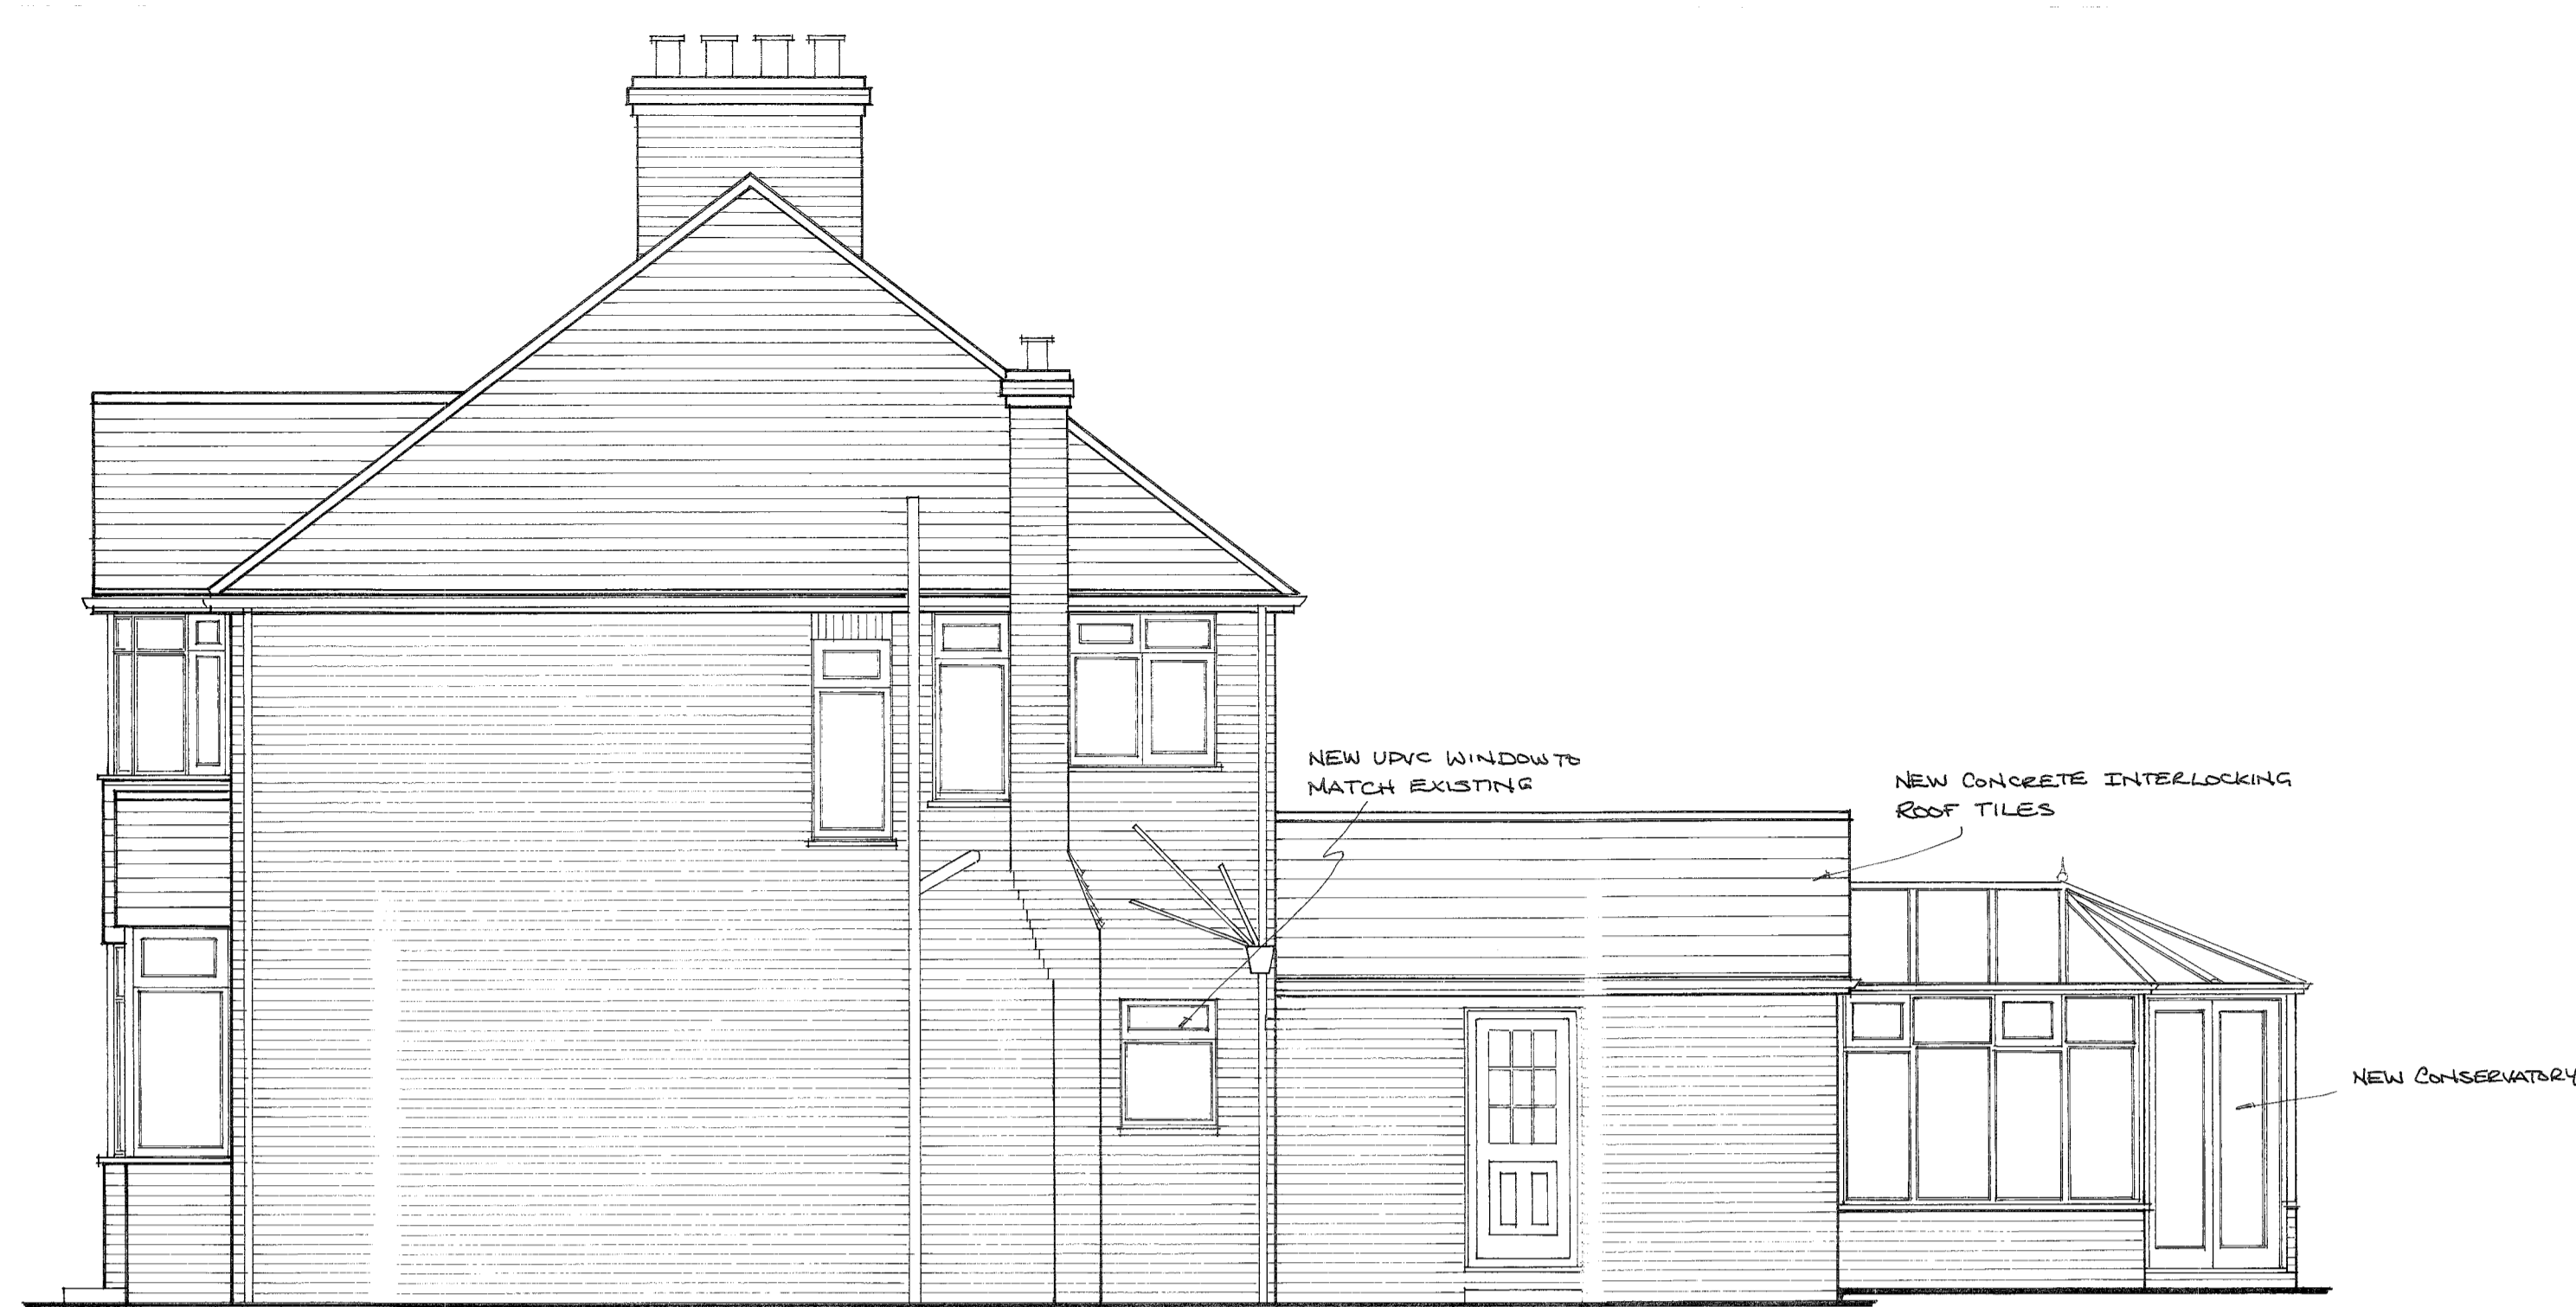 NEW UPVC WINDOW TO
MATCH EXISTING
NEW CONCRETE INTERLOCKING
ROOF TILES
NEW CONSERVATORY